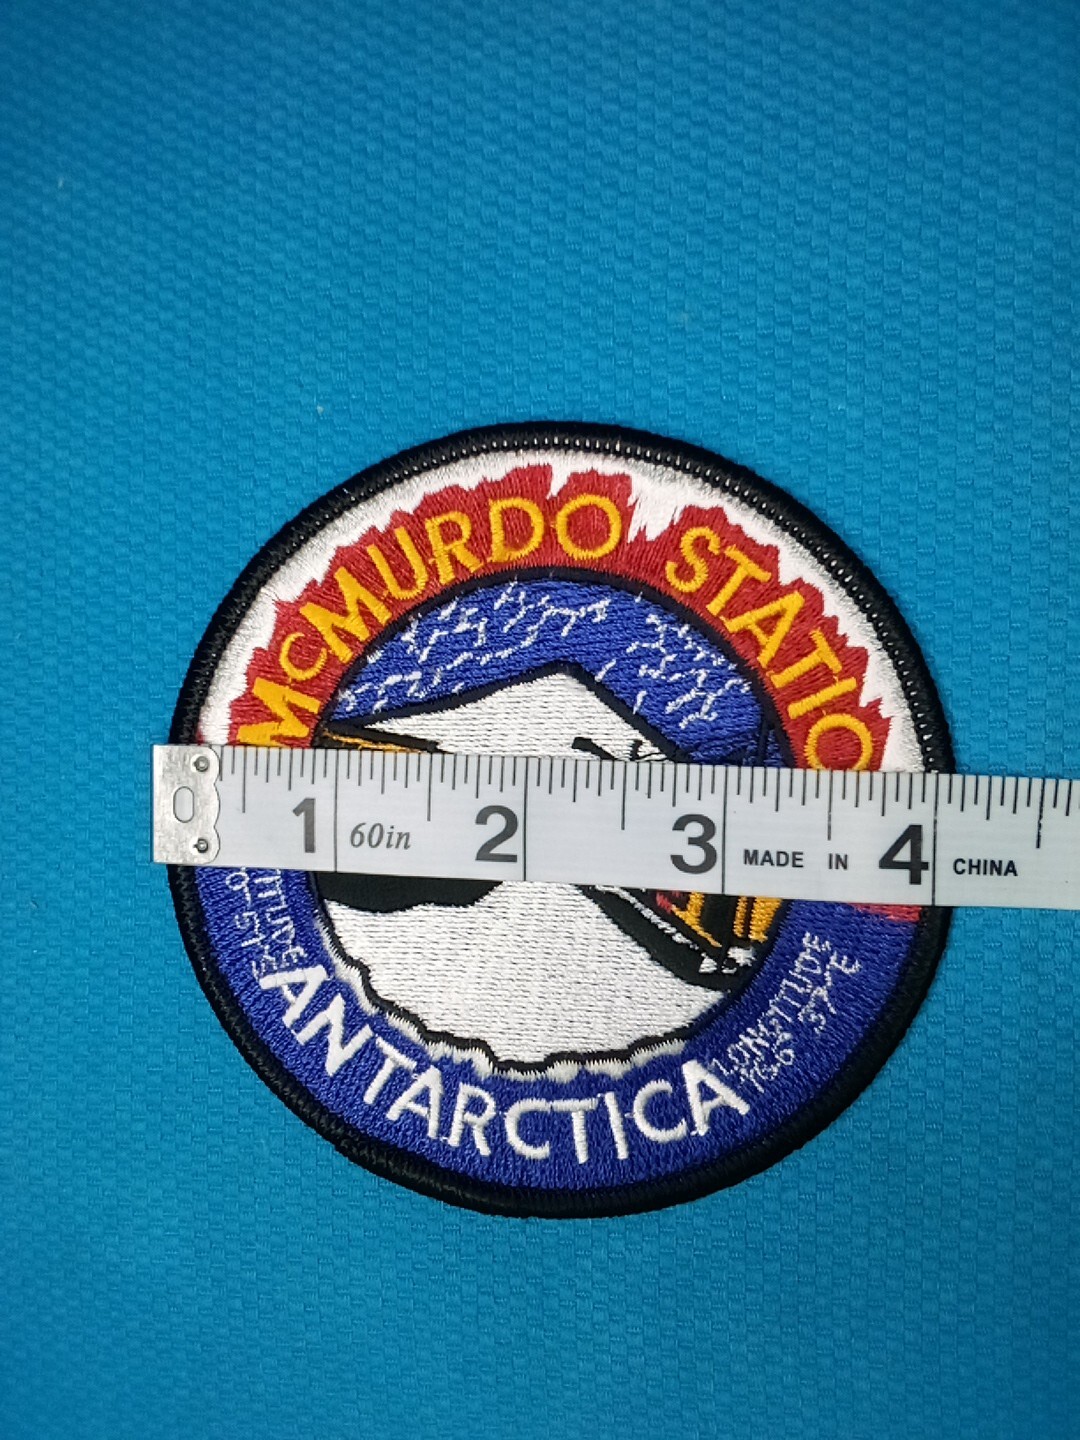 McMURDO STATIO
1 60in 2 3 MADE IN 4 CHINA
ANTARCTICA
LONGITUDE
166° 37' E